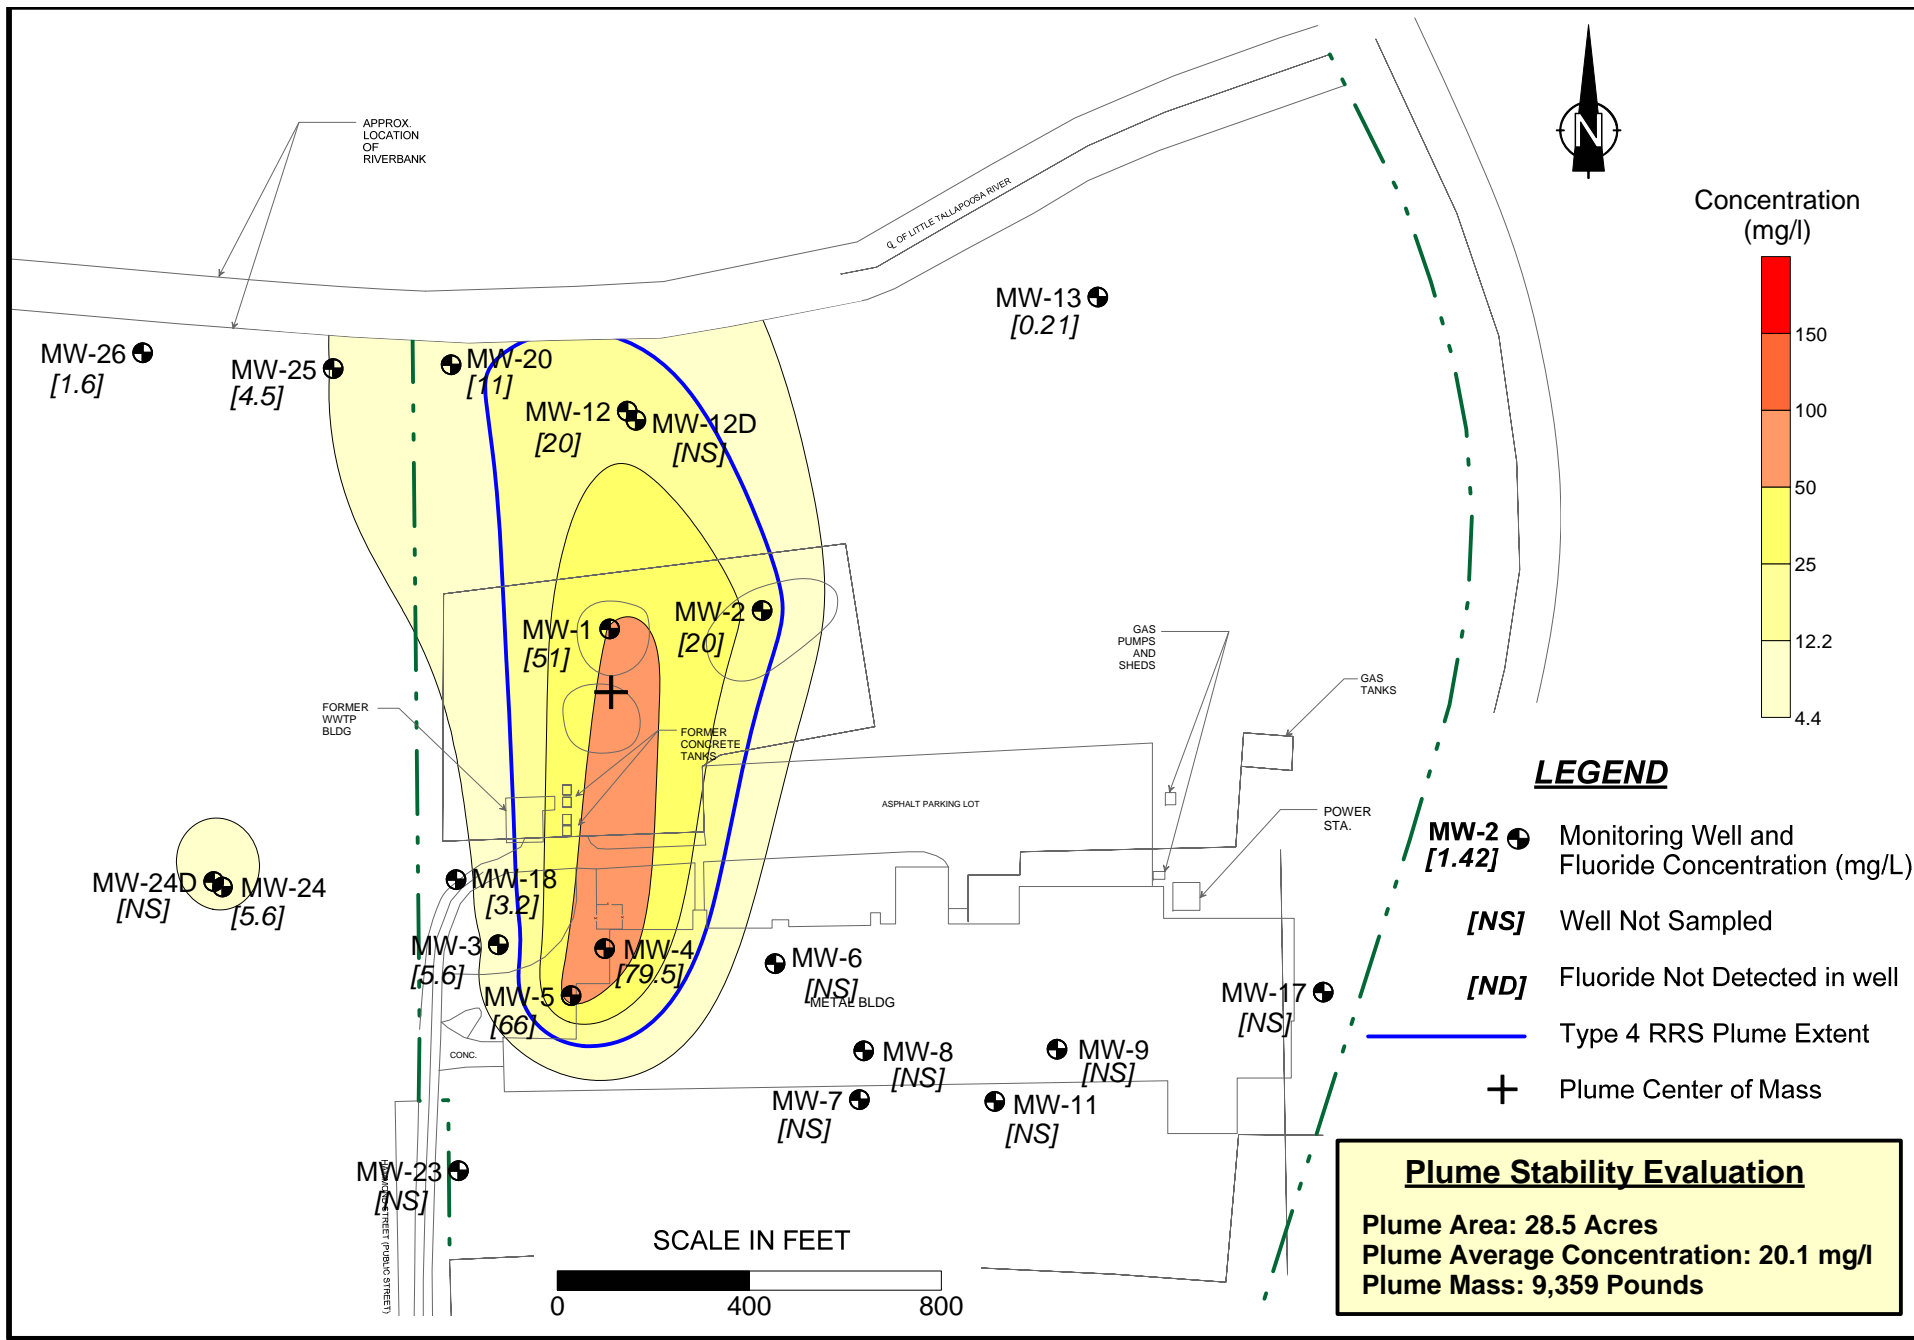 APPROX.
LOCATION
OF
RIVERBANK
℄ OF LITTLE TALLAPOOSA RIVER
N
Concentration
(mg/l)
150
100
50
25
12.2
4.4
MW-13
[0.21]
MW-26
[1.6]
MW-25
[4.5]
MW-20
[11]
MW-12
[20]
MW-12D
[NS]
MW-1
[51]
MW-2
[20]
GAS
PUMPS
AND
SHEDS
GAS
TANKS
FORMER
WWTP
BLDG
FORMER
CONCRETE
TANKS
ASPHALT PARKING LOT
POWER
STA.
MW-24D
[NS]
MW-24
[5.6]
MW-18
[3.2]
MW-3
[5.6]
MW-4
[79.5]
MW-5
[66]
MW-6
[NS]
METAL BLDG
MW-17
[NS]
CONC.
MW-8
[NS]
MW-9
[NS]
MW-7
[NS]
MW-11
[NS]
MW-23
[NS]
HAMMOND STREET (PUBLIC STREET)
SCALE IN FEET
0 400 800
LEGEND
MW-2
[1.42]
Monitoring Well and
Fluoride Concentration (mg/L)
[NS] Well Not Sampled
[ND] Fluoride Not Detected in well
Type 4 RRS Plume Extent
Plume Center of Mass
Plume Stability Evaluation
Plume Area: 28.5 Acres
Plume Average Concentration: 20.1 mg/l
Plume Mass: 9,359 Pounds